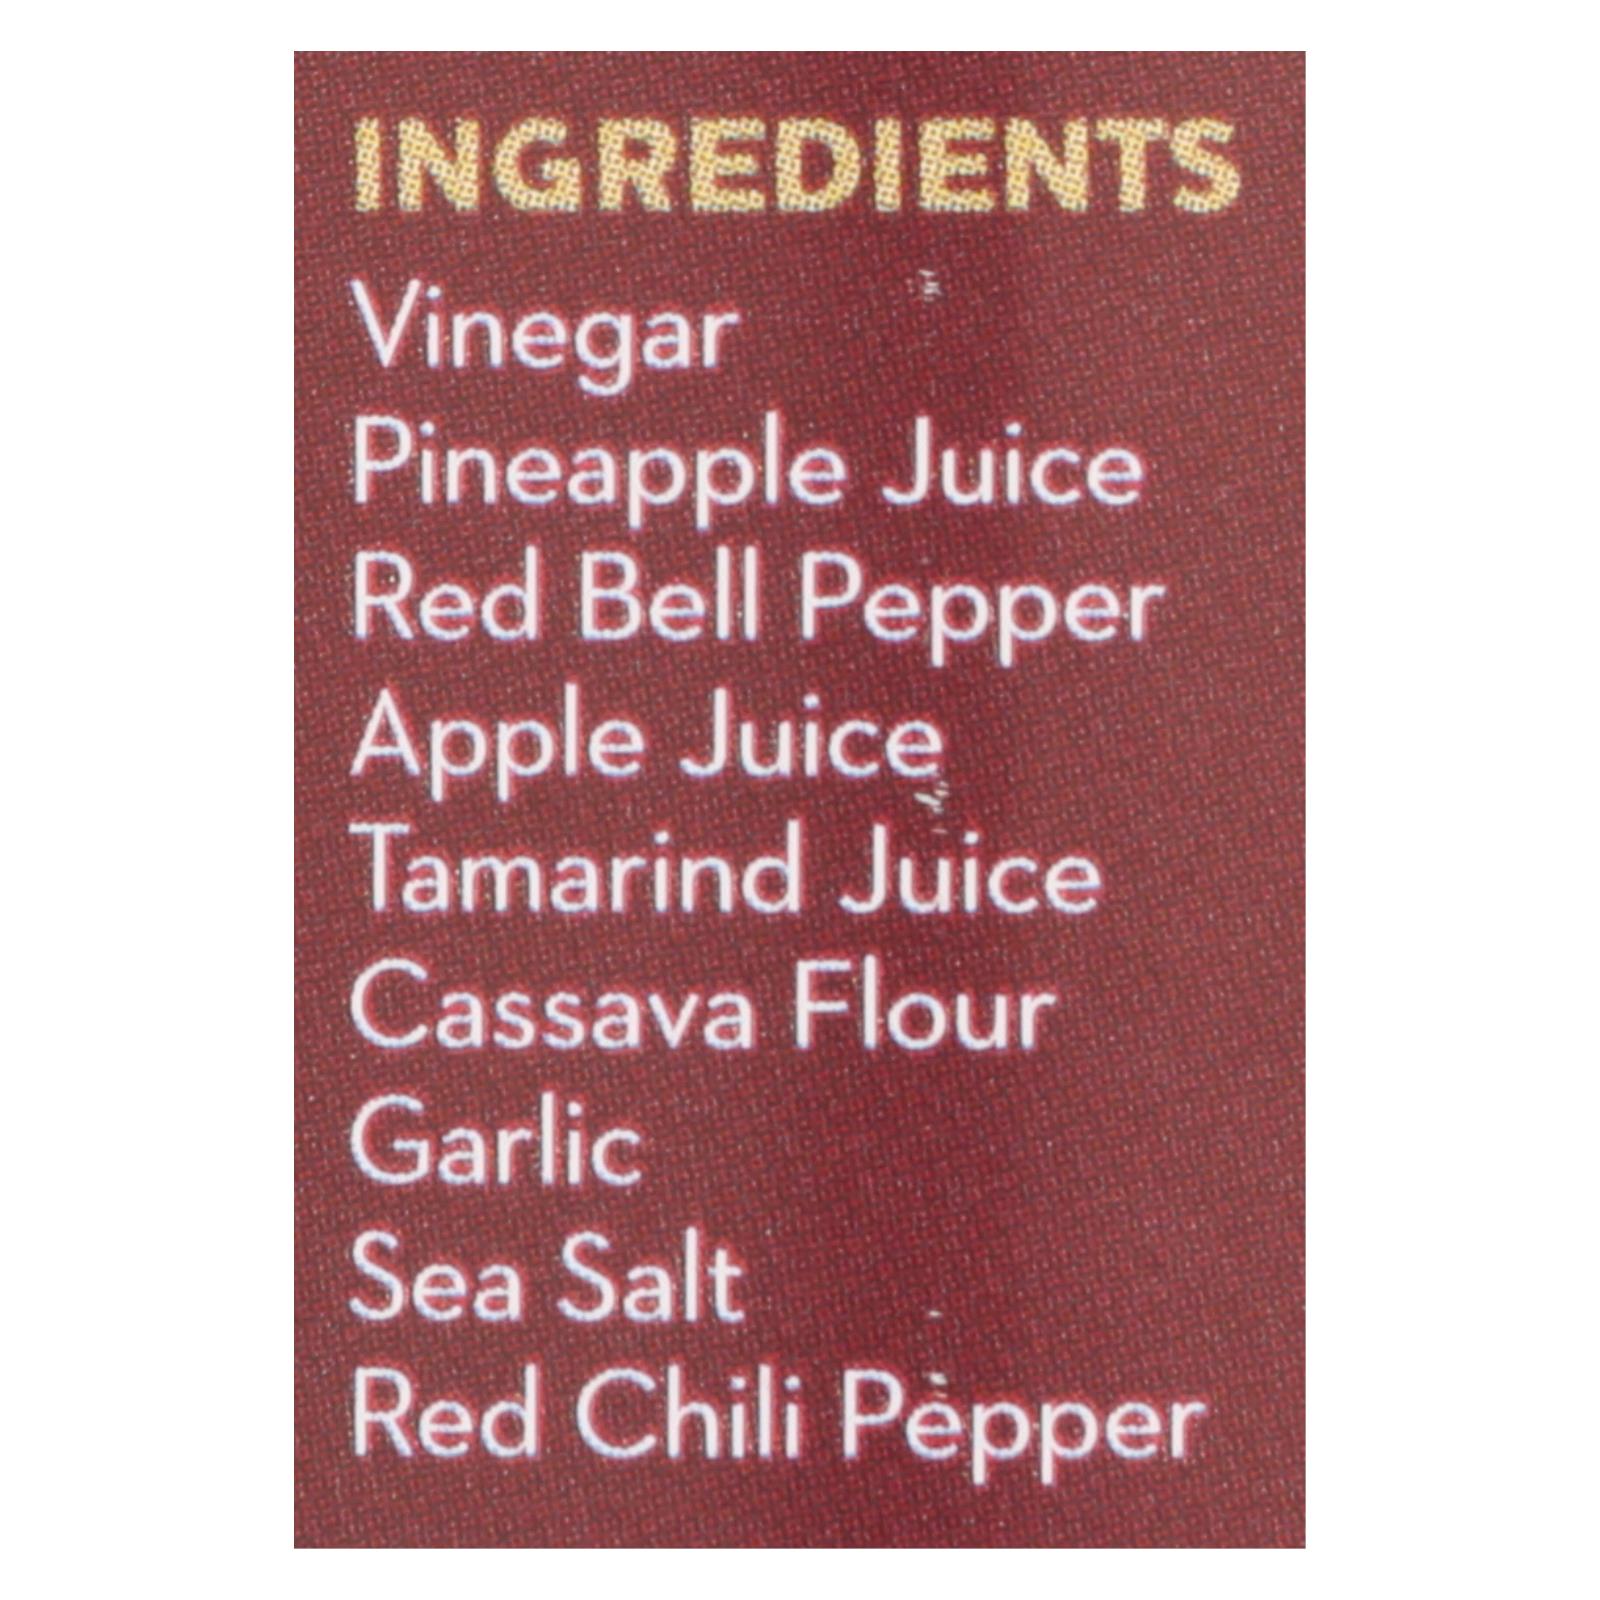 INGREDIENTS
Vinegar
Pineapple Juice
Red Bell Pepper
Apple Juice
Tamarind Juice
Cassava Flour
Garlic
Sea Salt
Red Chili Pepper